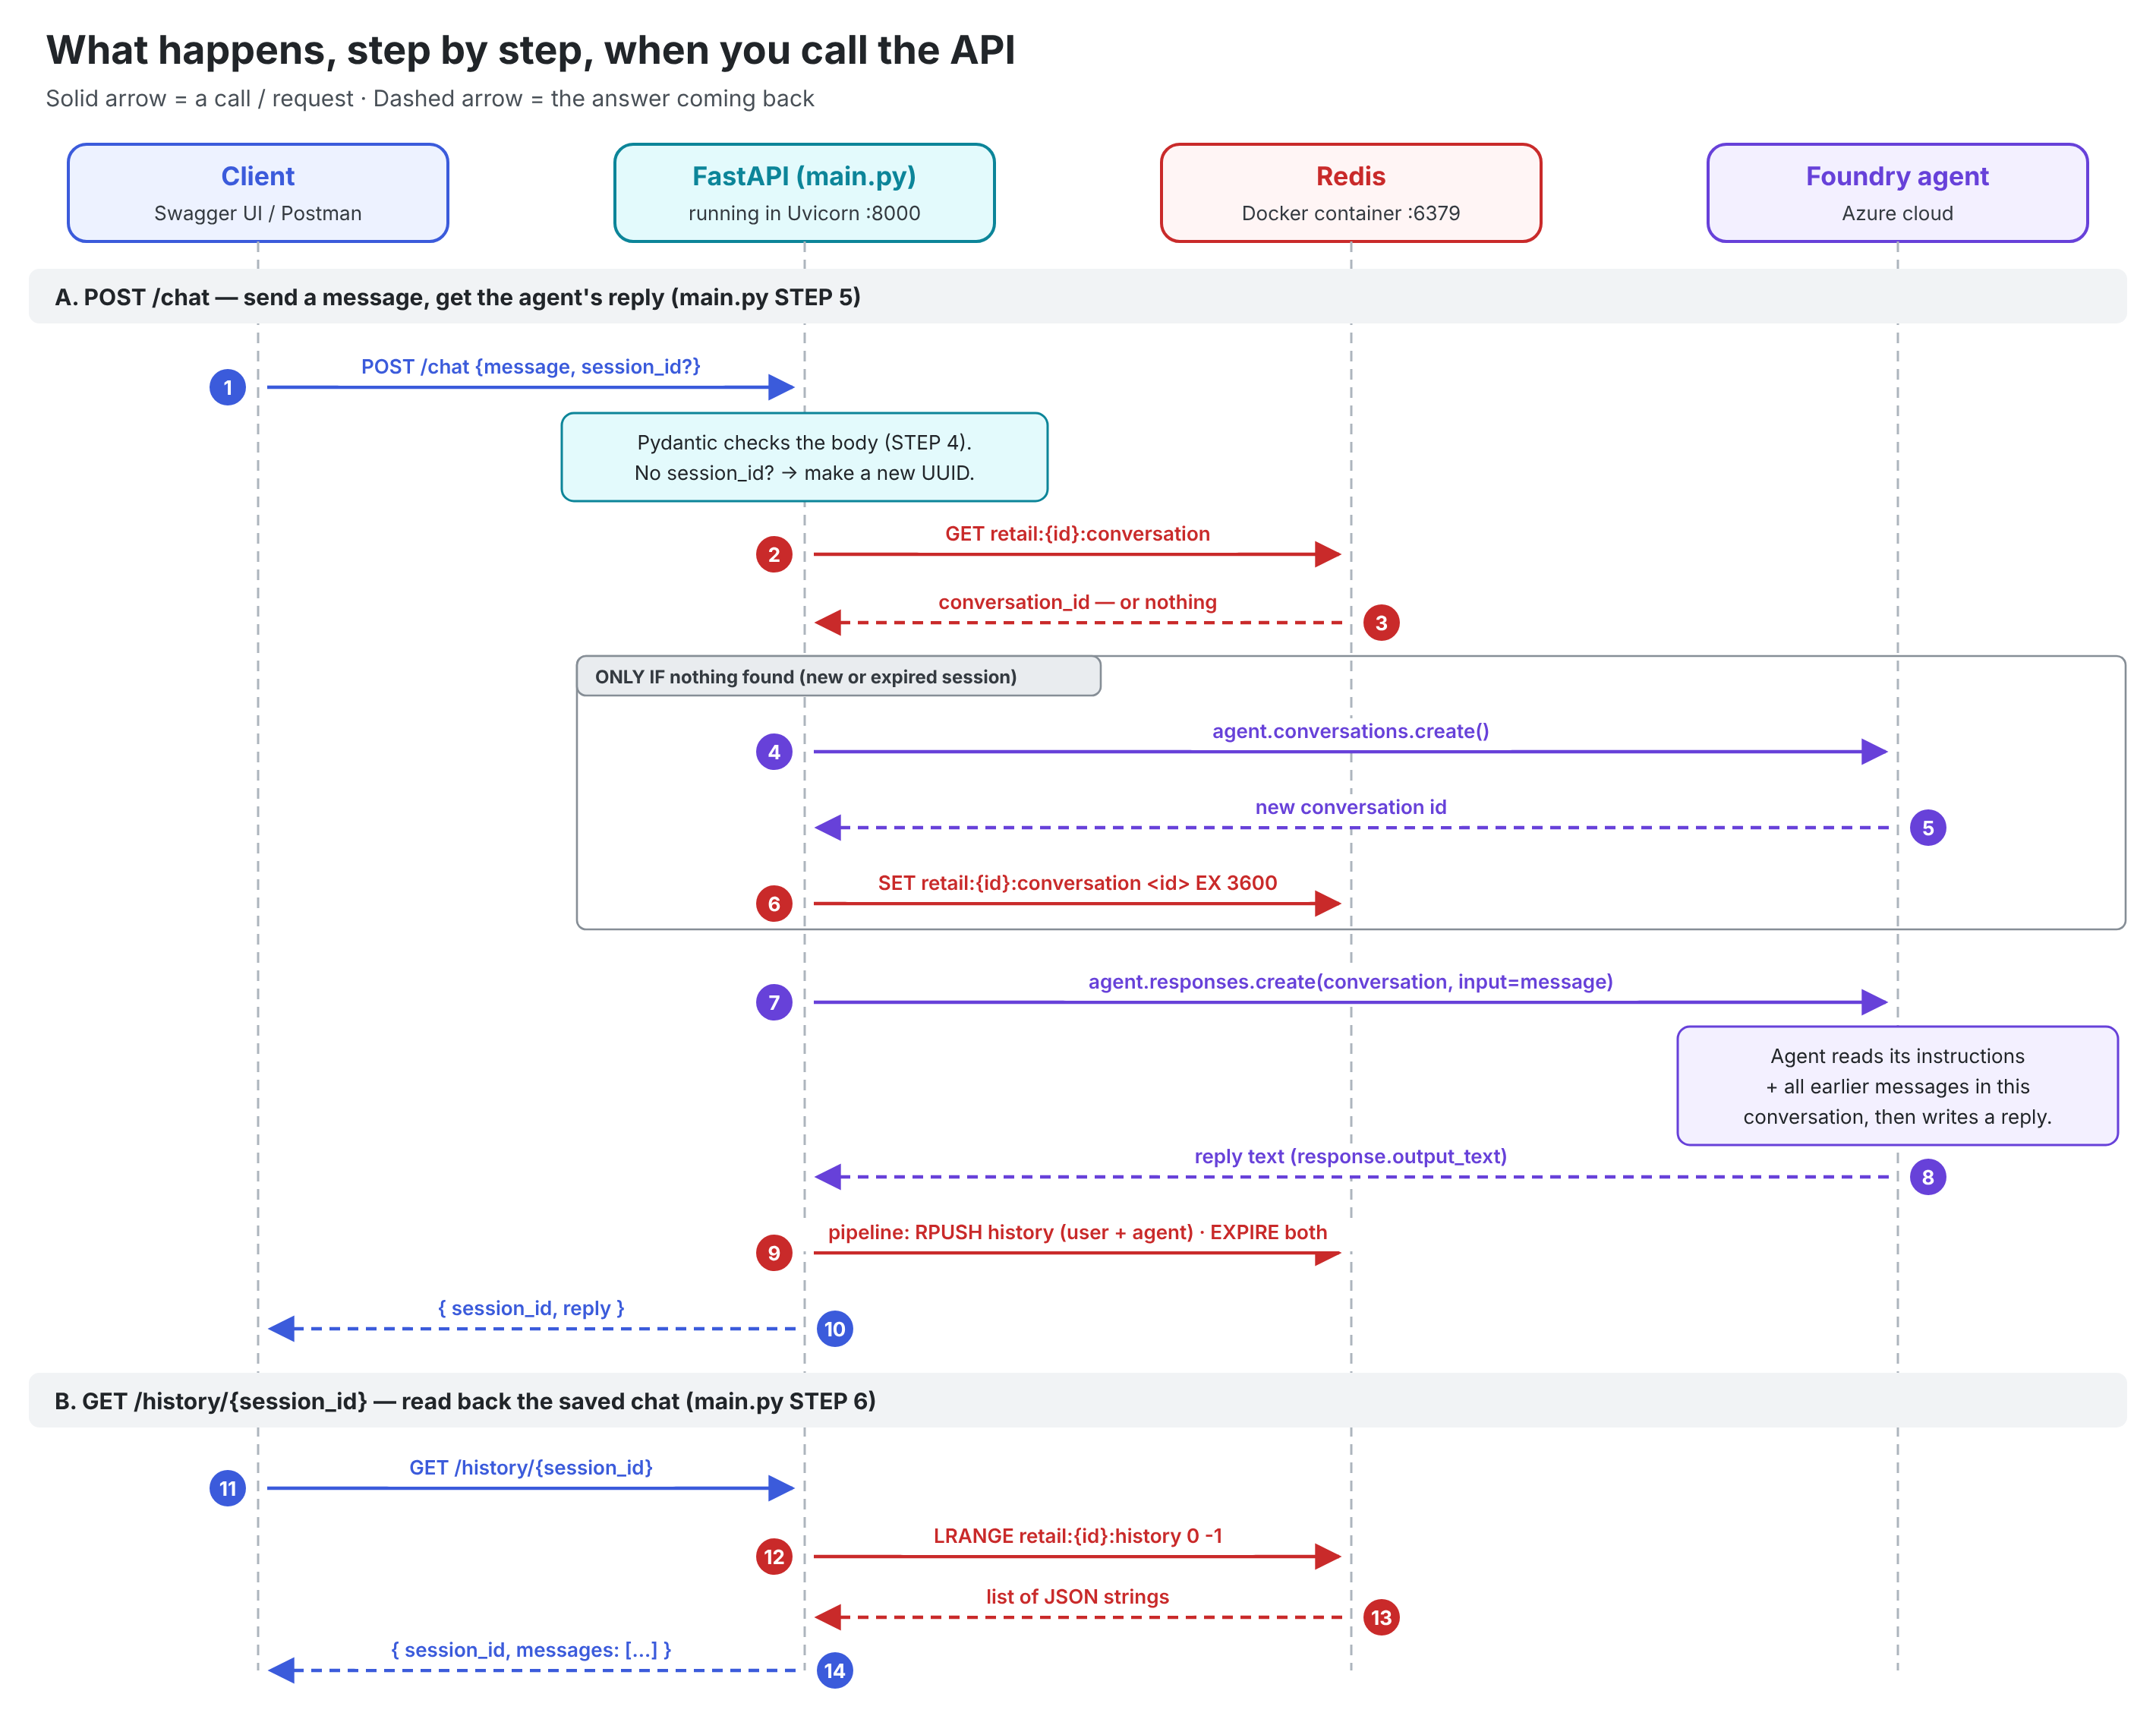 What happens, step by step, when you call the API
Solid arrow = a call / request · Dashed arrow = the answer coming back
Client
Swagger UI / Postman
FastAPI (main.py)
running in Uvicorn :8000
Redis
Docker container :6379
Foundry agent
Azure cloud
A. POST /chat — send a message, get the agent's reply (main.py STEP 5)
POST /chat {message, session_id?}
1
Pydantic checks the body (STEP 4).
No session_id? → make a new UUID.
GET retail:{id}:conversation
2
conversation_id — or nothing
3
ONLY IF nothing found (new or expired session)
agent.conversations.create()
4
new conversation id
5
SET retail:{id}:conversation <id> EX 3600
6
agent.responses.create(conversation, input=message)
7
Agent reads its instructions
+ all earlier messages in this
conversation, then writes a reply.
reply text (response.output_text)
8
pipeline: RPUSH history (user + agent) · EXPIRE both
9
{ session_id, reply }
10
B. GET /history/{session_id} — read back the saved chat (main.py STEP 6)
GET /history/{session_id}
11
LRANGE retail:{id}:history 0 -1
12
list of JSON strings
13
{ session_id, messages: [...] }
14